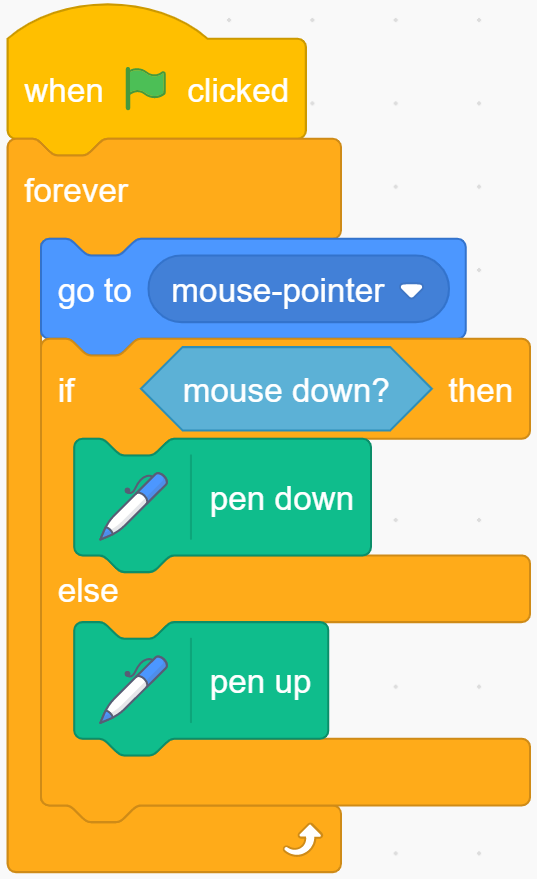 when clicked
forever
go to mouse-pointer
if mouse down? then
pen down
else
pen up